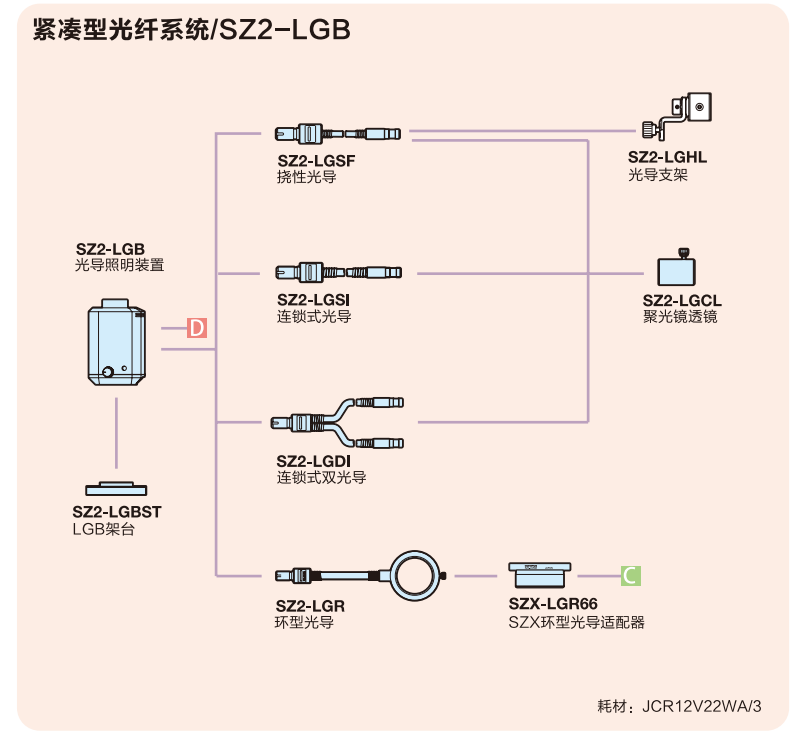 紧凑型光纤系统/SZ2-LGB
SZ2-LGSF
挠性光导
SZ2-LGHL
光导支架
SZ2-LGB
光导照明装置
D
SZ2-LGSI
连锁式光导
SZ2-LGCL
聚光镜透镜
SZ2-LGDI
连锁式双光导
SZ2-LGBST
LGB架台
C
SZ2-LGR
环型光导
SZX-LGR66
SZX环型光导适配器
耗材：JCR12V22WA/3